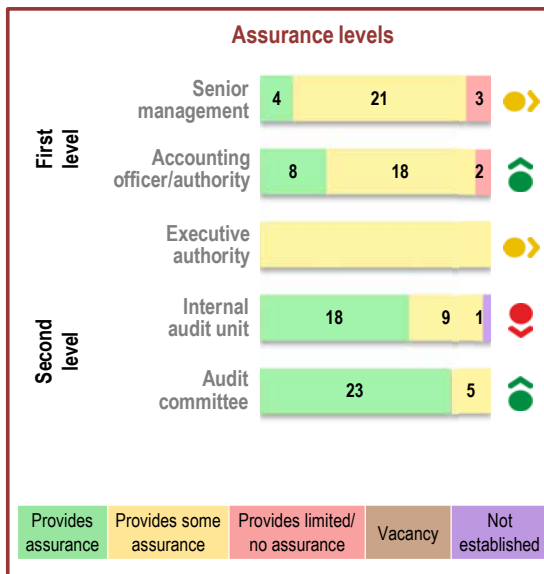 Assurance levels
First level
Senior
management
4 21 3
Accounting
officer/authority
8 18 2
Executive
authority
Second level
Internal
audit unit
18 9 1
Audit
committee
23 5
Provides
assurance
Provides some
assurance
Provides limited/
no assurance
Vacancy
Not
established